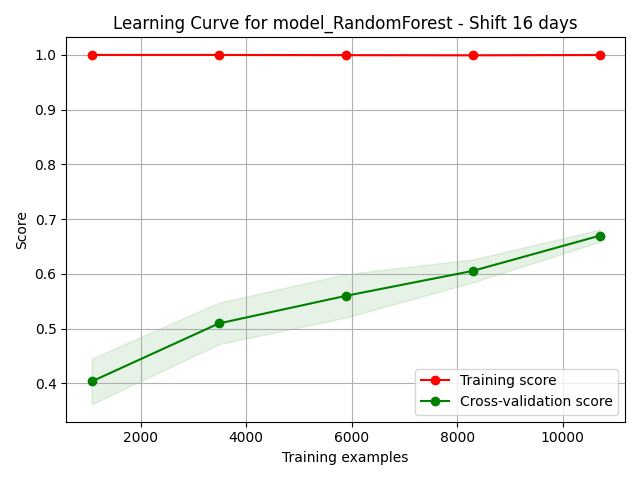 Learning Curve for model_RandomForest - Shift 16 days
Score
1.0
0.9
0.8
0.7
0.6
0.5
0.4
Training score
Cross-validation score
2000 4000 6000 8000 10000
Training examples